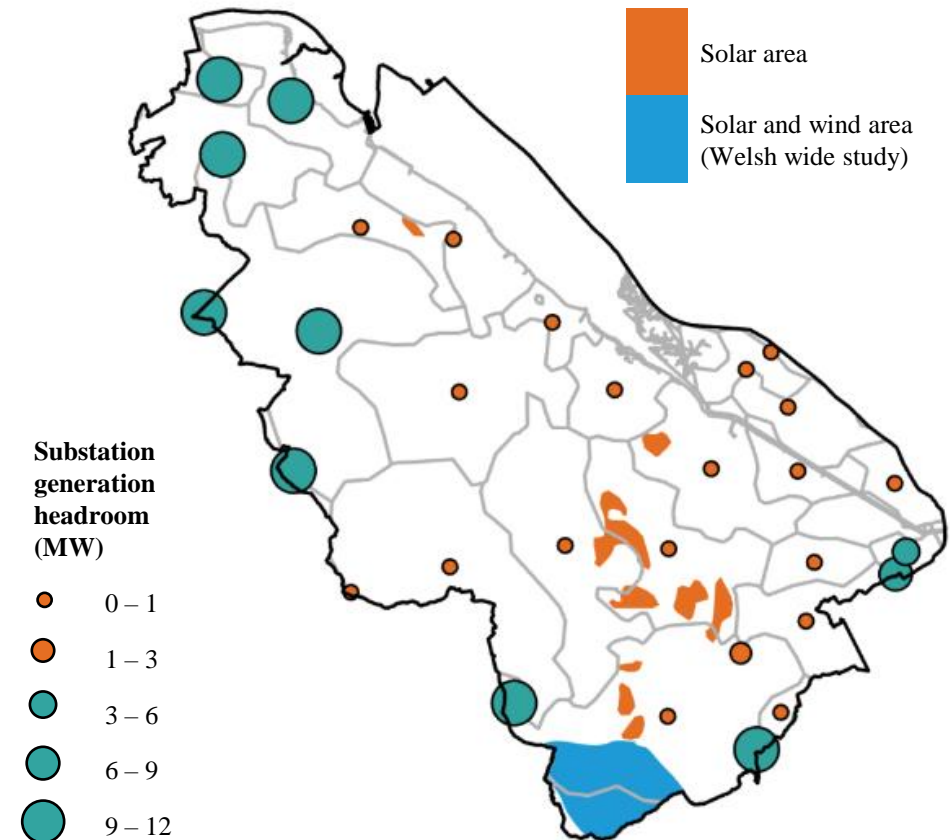 Solar area
Solar and wind area
(Welsh wide study)
Substation
generation
headroom
(MW)
0 – 1
1 – 3
3 – 6
6 – 9
9 – 12